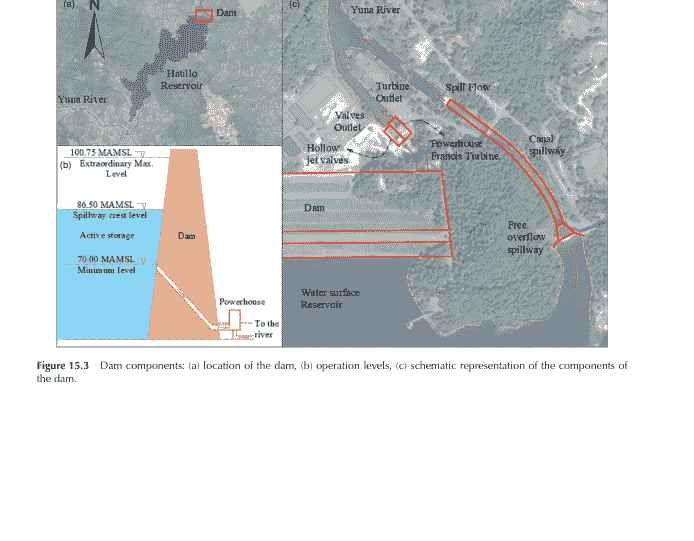 (a)
N
Dam
Hatillo
Reservoir
Yuna River
(b)
100.75 MAMSL
Extraordinary Max.
Level
86.50 MAMSL
Spillway crest level
Active storage
Dam
70.00 MAMSL
Minimum level
Powerhouse
To the
river
(c)
Yuna River
Turbine
Outlet
Spill Flow
Valves
Outlet
Hollow
jet valves
Powerhouse
Francis Turbine
Canal
spillway
Dam
Free
overflow
spillway
Water surface
Reservoir
Figure 15.3 Dam components: (a) location of the dam, (b) operation levels, (c) schematic representation of the components of
the dam.